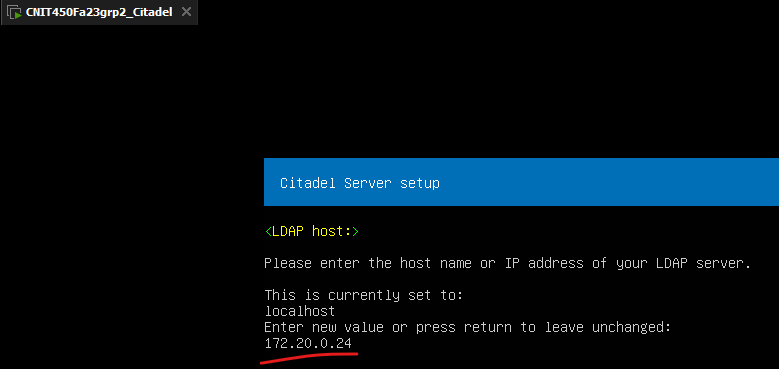 CNIT450Fa23grp2_Citadel
Citadel Server setup
<LDAP host:>
Please enter the host name or IP address of your LDAP server.
This is currently set to:
localhost
Enter new value or press return to leave unchanged:
172.20.0.24